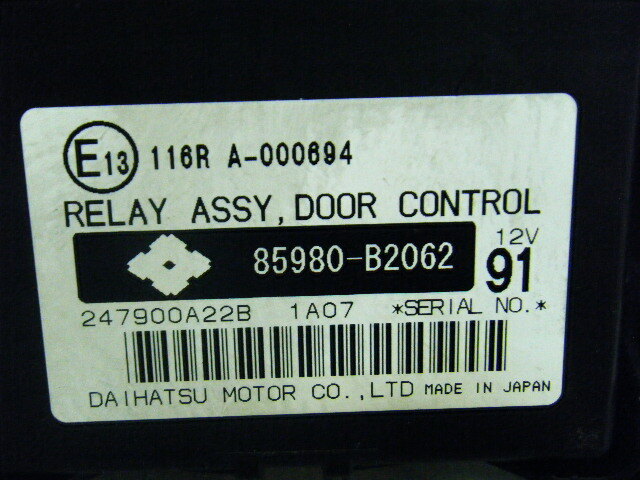 E13 116R A-000694
RELAY ASSY, DOOR CONTROL
85980-B2062 12V 91
247900A22B 1A07 *SERIAL NO.*
DAIHATSU MOTOR CO.,LTD MADE IN JAPAN